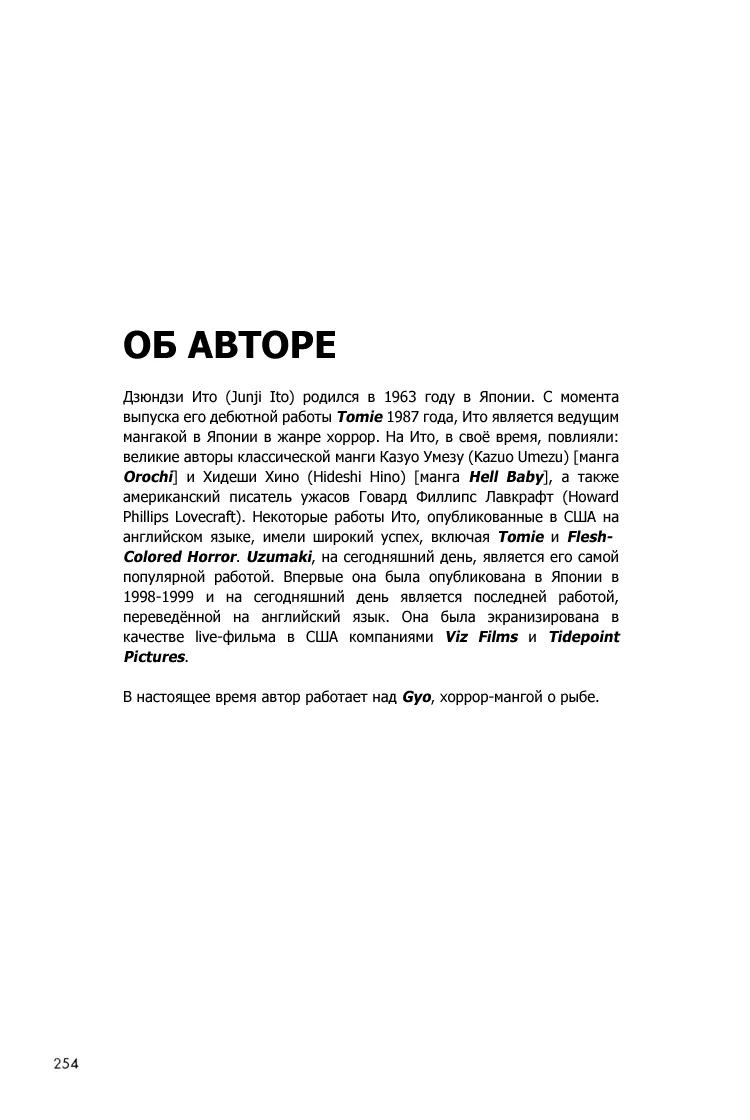 ОБ АВТОРЕ
Дзюндзи Ито (Junji Ito) родился в 1963 году в Японии. С момента
выпуска его дебютной работы Tomie 1987 года, Ито является ведущим
мангакой в Японии в жанре хоррор. На Ито, в своё время, повлияли:
великие авторы классической манги Казуо Умезу (Kazuo Umezu) [манга
Orochi] и Хидеши Хино (Hideshi Hino) [манга Hell Baby], а также
американский писатель ужасов Говард Филлипс Лавкрафт (Howard
Phillips Lovecraft). Некоторые работы Ито, опубликованные в США на
английском языке, имели широкий успех, включая Tomie и Flesh-
Colored Horror. Uzumaki, на сегодняшний день, является его самой
популярной работой. Впервые она была опубликована в Японии в
1998-1999 и на сегодняшний день является последней работой,
переведённой на английский язык. Она была экранизирована в
качестве live-фильма в США компаниями Viz Films и Tidepoint
Pictures.
В настоящее время автор работает над Gyo, хоррор-мангой о рыбе.
254